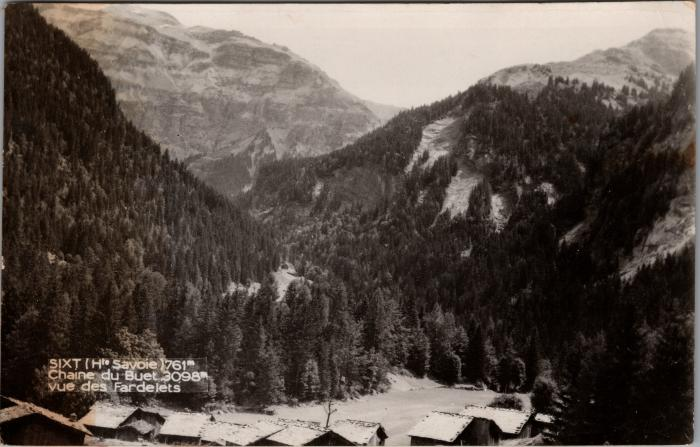 SIXT (Hte Savoie) 761m
Chaine du Buet 3098m
vue des Fardelets